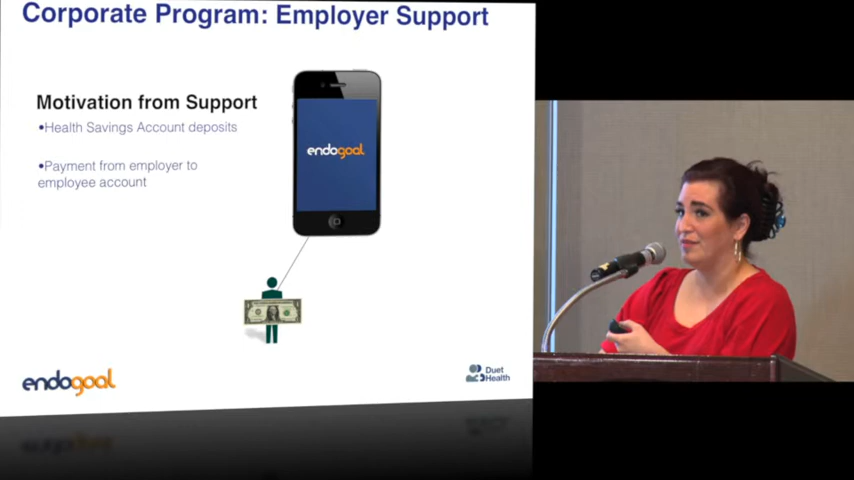 Corporate Program: Employer Support
Motivation from Support
•Health Savings Account deposits
•Payment from employer to
employee account
endogoal
endogoal
Duet
Health